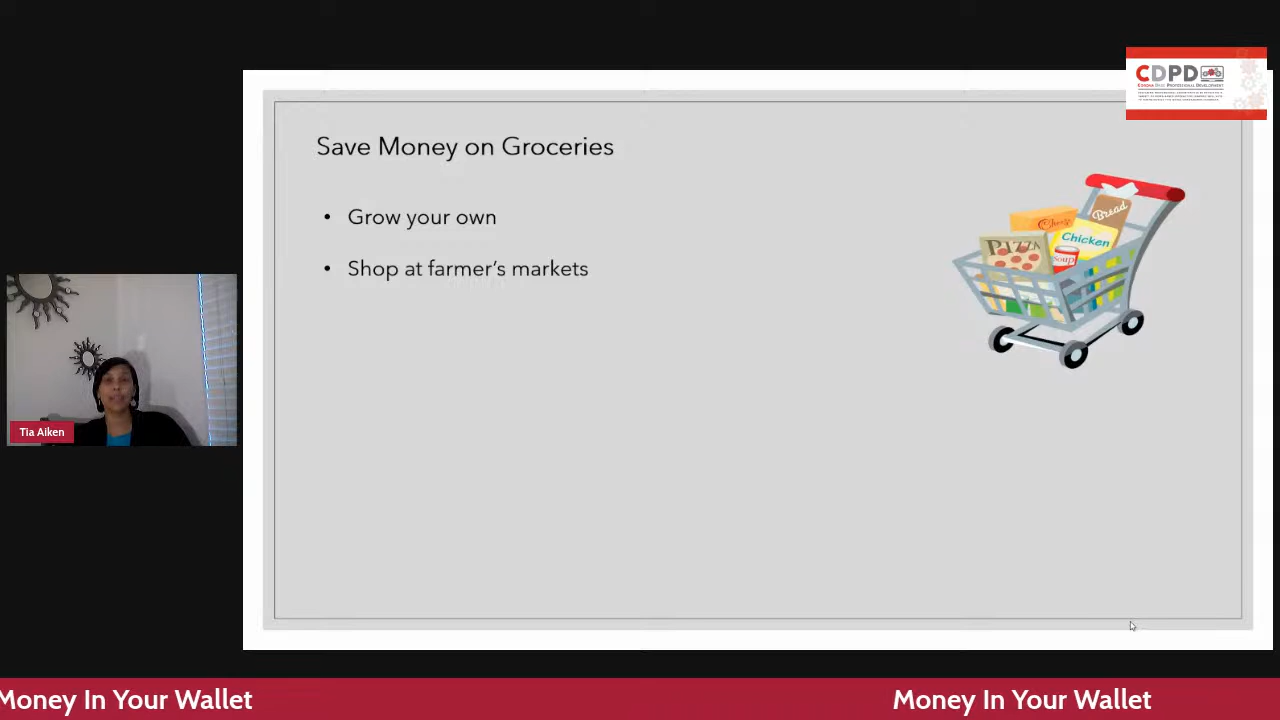 CDPD
Save Money on Groceries
• Grow your own
• Shop at farmer's markets
Bread
Cheez
Chicken
PIZZA
Soup
Tia Aiken
Money In Your Wallet
Money In Your Wallet